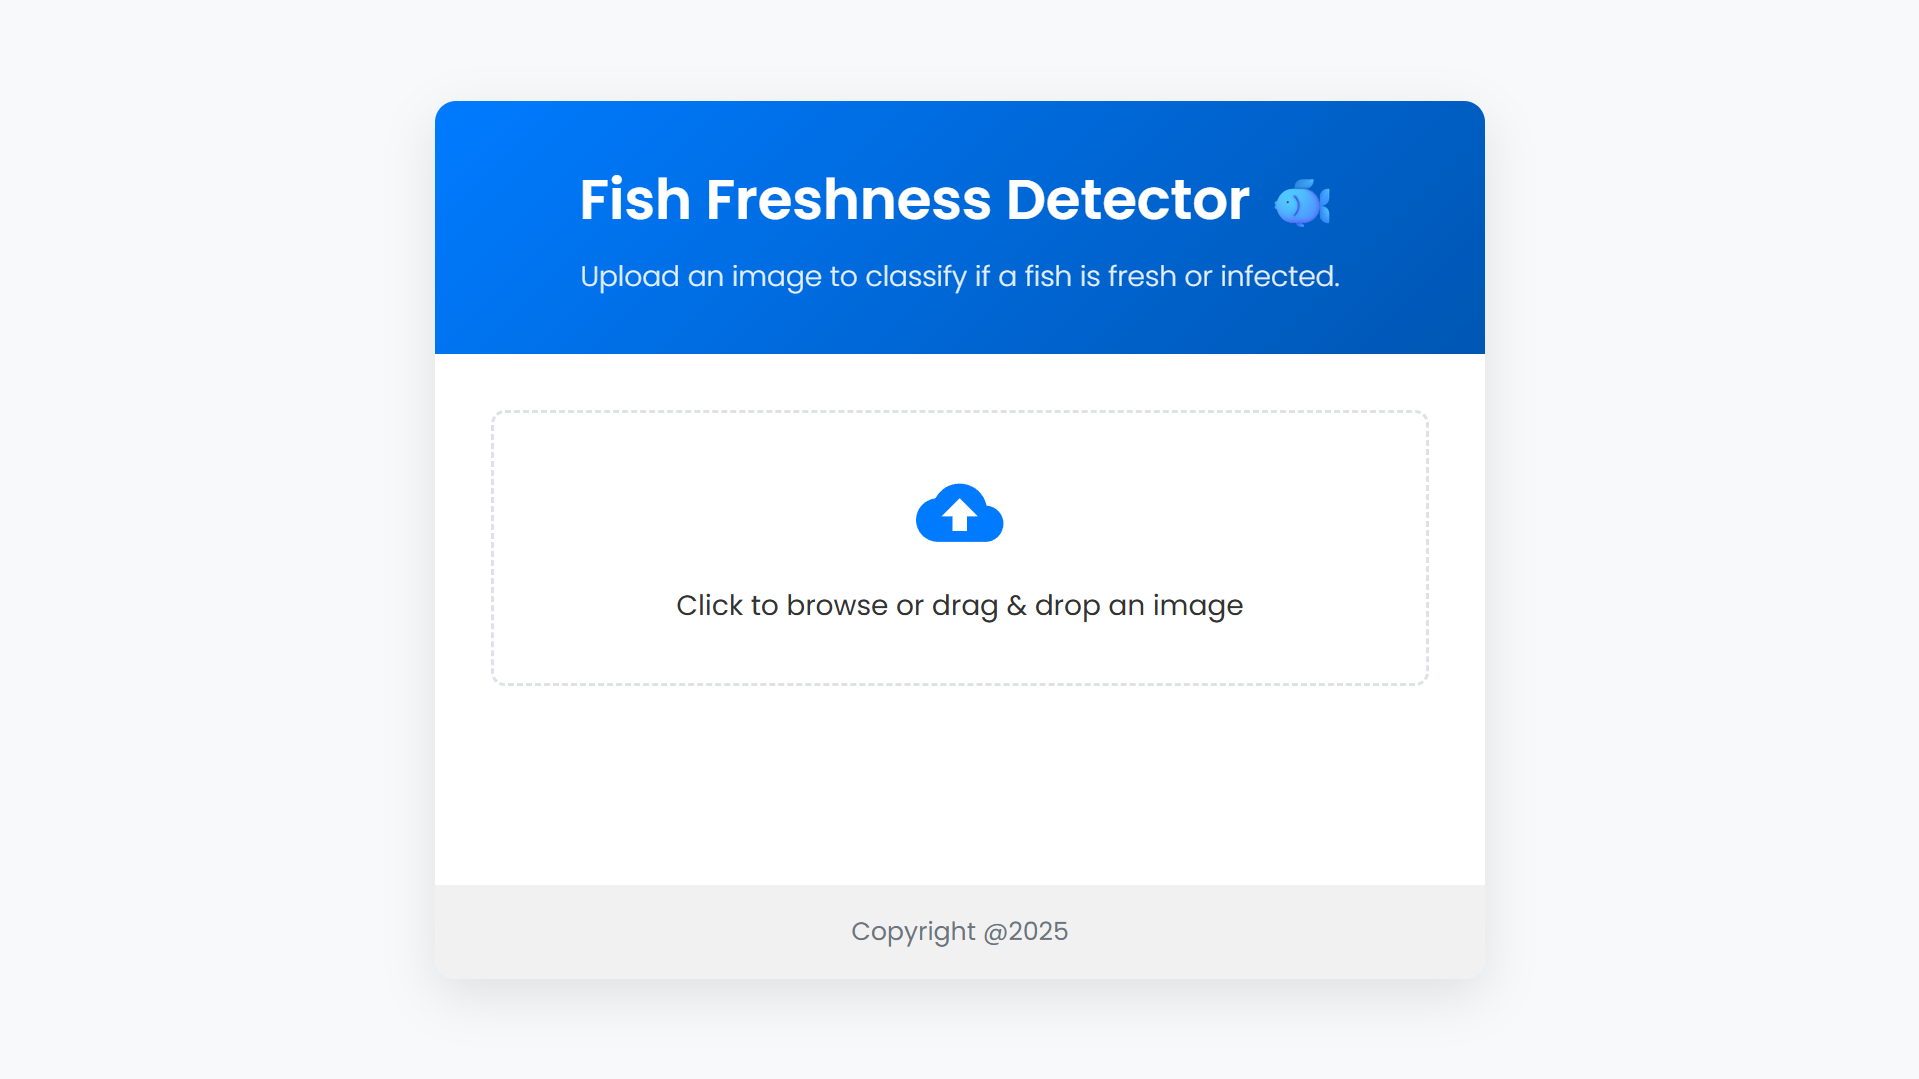 Fish Freshness Detector
Upload an image to classify if a fish is fresh or infected.
Click to browse or drag & drop an image
Copyright @2025